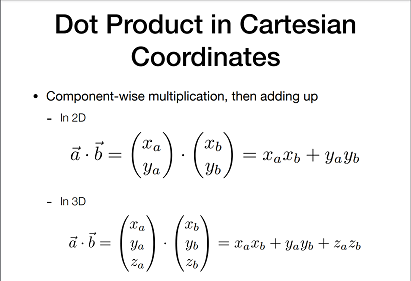 Dot Product in Cartesian
Coordinates
• Component-wise multiplication, then adding up
- In 2D
$\vec{a} \cdot \vec{b} = \begin{pmatrix} x_a \\ y_a \end{pmatrix} \cdot \begin{pmatrix} x_b \\ y_b \end{pmatrix} = x_a x_b + y_a y_b$
- In 3D
$\vec{a} \cdot \vec{b} = \begin{pmatrix} x_a \\ y_a \\ z_a \end{pmatrix} \cdot \begin{pmatrix} x_b \\ y_b \\ z_b \end{pmatrix} = x_a x_b + y_a y_b + z_a z_b$